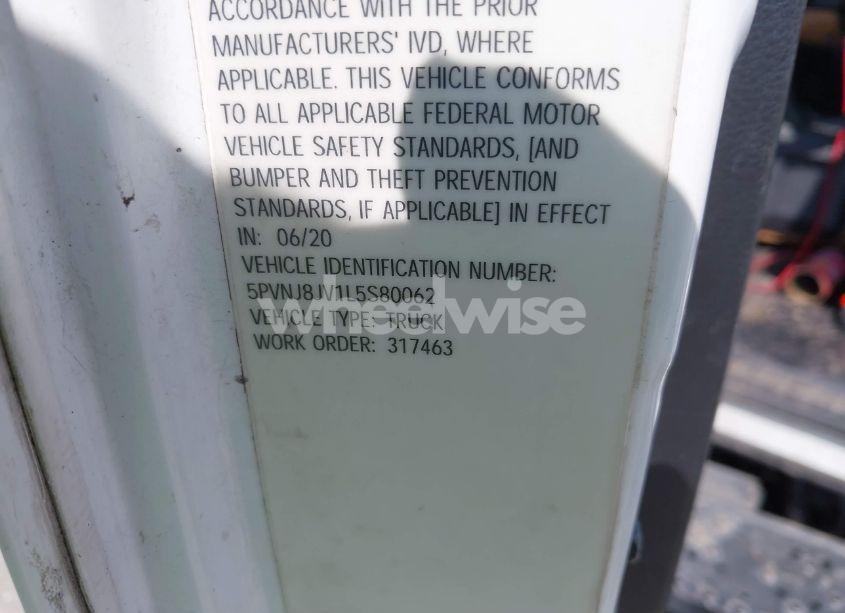 ACCORDANCE WITH THE PRIOR
MANUFACTURERS' IVD, WHERE
APPLICABLE. THIS VEHICLE CONFORMS
TO ALL APPLICABLE FEDERAL MOTOR
VEHICLE SAFETY STANDARDS, [AND
BUMPER AND THEFT PREVENTION
STANDARDS, IF APPLICABLE] IN EFFECT
IN: 06/20
VEHICLE IDENTIFICATION NUMBER:
5PVNJ8JV1L5S80062
wheelwise
VEHICLE TYPE: TRUCK
WORK ORDER: 317463